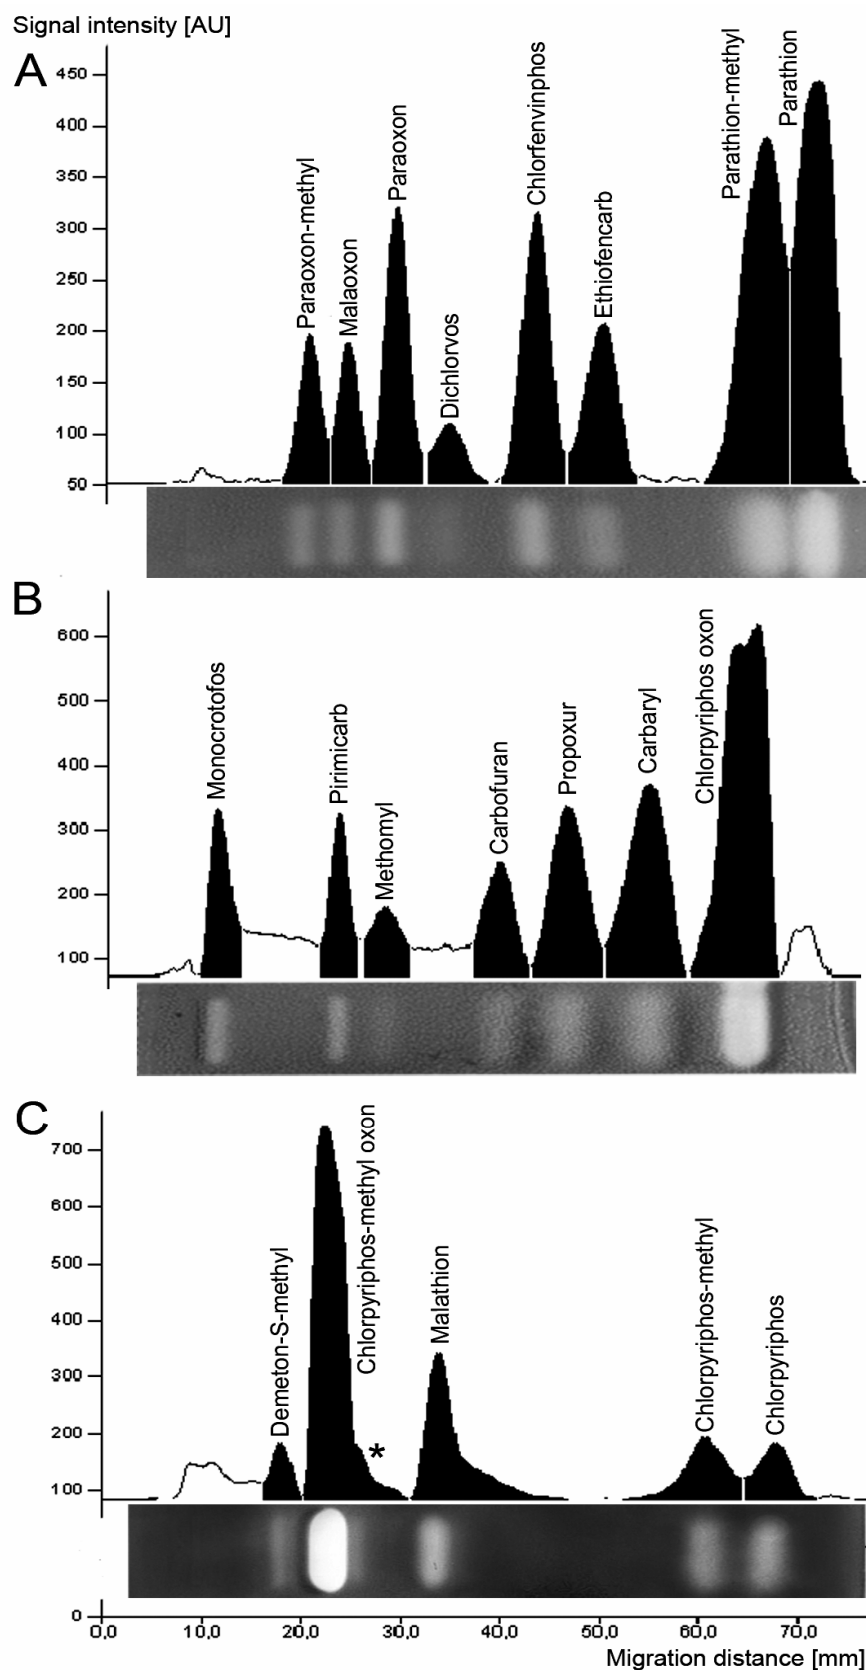 Signal intensity [AU]
A
450
400
350
300
250
200
150
100
50
Paraoxon-methyl
Malaoxon
Paraoxon
Dichlorvos
Chlorfenvinphos
Ethiofencarb
Parathion-methyl
Parathion
B
600
500
400
300
200
100
Monocrotofos
Pirimicarb
Methomyl
Carbofuran
Propoxur
Carbaryl
Chlorpyriphos oxon
C
700
600
500
400
300
200
100
0
Demeton-S-methyl
Chlorpyriphos-methyl oxon
*
Malathion
Chlorpyriphos-methyl
Chlorpyriphos
0,0 10,0 20,0 30,0 40,0 50,0 60,0 70,0
Migration distance [mm]